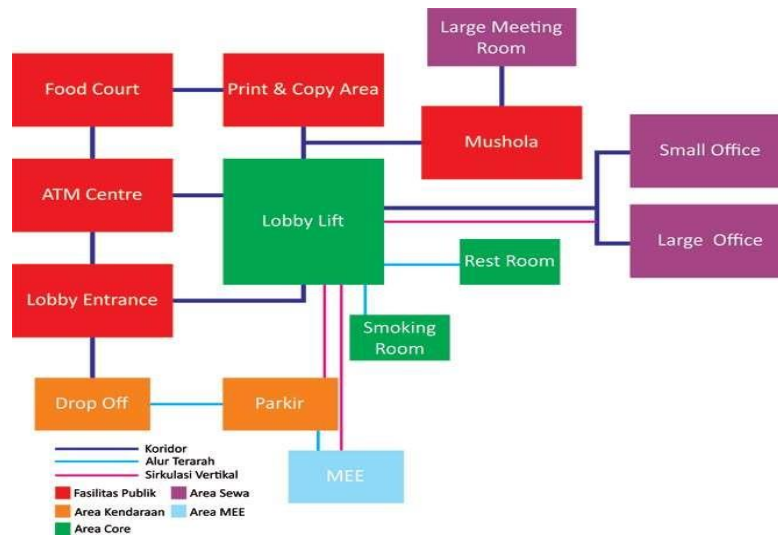 Large Meeting
Room
Food Court
Print & Copy Area
Mushola
Small Office
ATM Centre
Lobby Lift
Large Office
Rest Room
Lobby Entrance
Smoking
Room
Drop Off
Parkir
MEE
Koridor
Alur Terarah
Sirkulasi Vertikal
Fasilitas Publik
Area Sewa
Area Kendaraan
Area MEE
Area Core